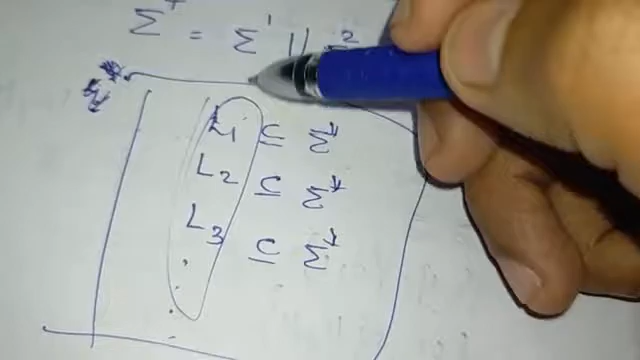 Σ⁺ = Σ¹ U Σ²
Σ*
L1 ⊆ Σ*
L2 ⊆ Σ*
L3 ⊆ Σ*